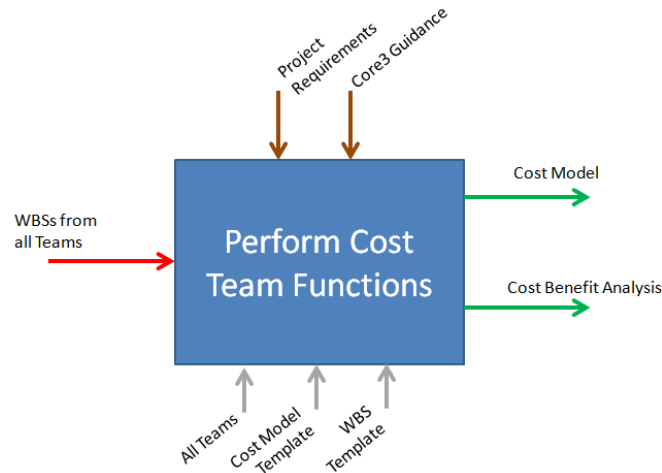 Project
Requirements
Core3 Guidance
Cost Model
WBSs from
all Teams
Perform Cost
Team Functions
Cost Benefit Analysis
All Teams
Cost Model
Template
WBS
Template